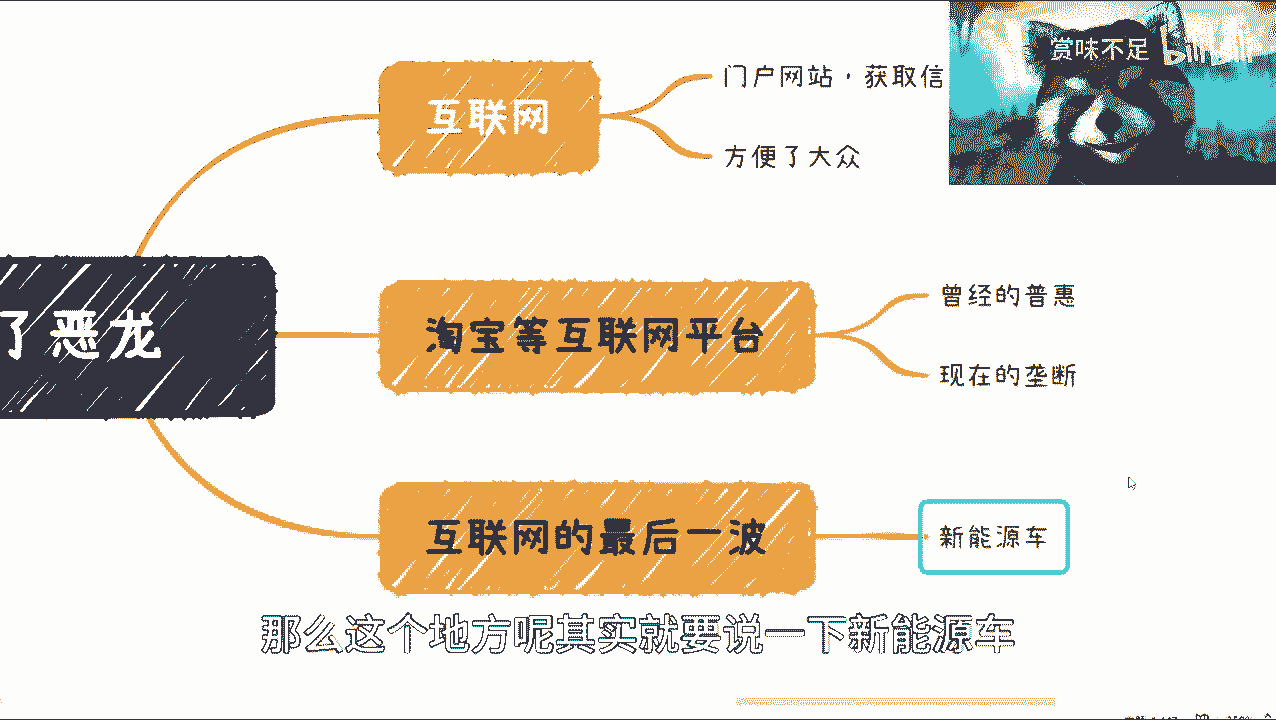 赏味不足 bilibili
互联网
门户网站，获取信
方便了大众
了恶龙
淘宝等互联网平台
曾经的普惠
现在的垄断
互联网的最后一波
新能源车
那么这个地方呢其实就要说一下新能源车